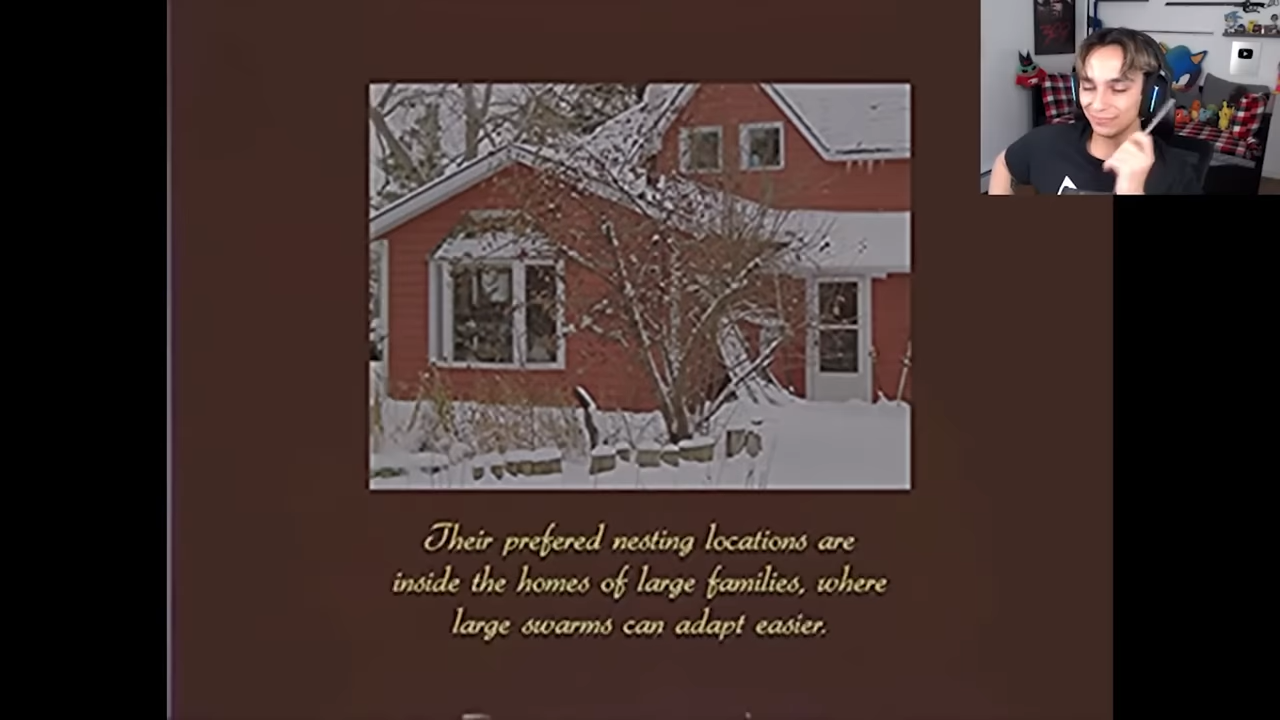 Their prefered nesting locations are
inside the homes of large families, where
large swarms can adapt easier.